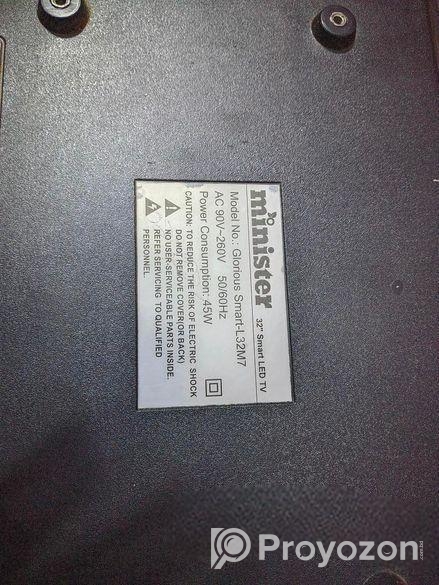 minister
32" Smart LED TV
Model No.: Glorious Smart-L32M7
AC 90V~260V 50/60Hz
Power Consumption: 45W
CAUTION: TO REDUCE THE RISK OF ELECTRIC SHOCK
DO NOT REMOVE COVER(OR BACK)
NO USER-SERVICEABLE PARTS INSIDE.
REFER SERVICING TO QUALIFIED
PERSONNEL
Proyozon